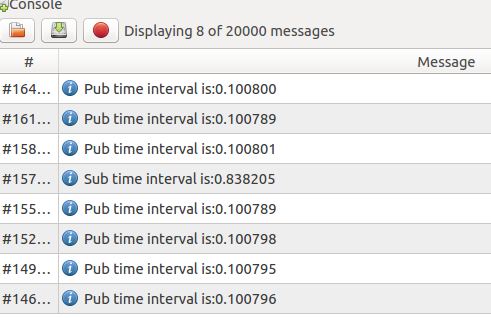 Console
Displaying 8 of 20000 messages
# Message
#164… Pub time interval is:0.100800
#161… Pub time interval is:0.100789
#158… Pub time interval is:0.100801
#157… Sub time interval is:0.838205
#155… Pub time interval is:0.100789
#152… Pub time interval is:0.100798
#149… Pub time interval is:0.100795
#146… Pub time interval is:0.100796